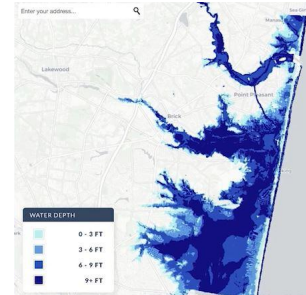 Enter your address...
Lakewood
Point Pleasant
Brick
WATER DEPTH
0 - 3 FT
3 - 6 FT
6 - 9 FT
9+ FT